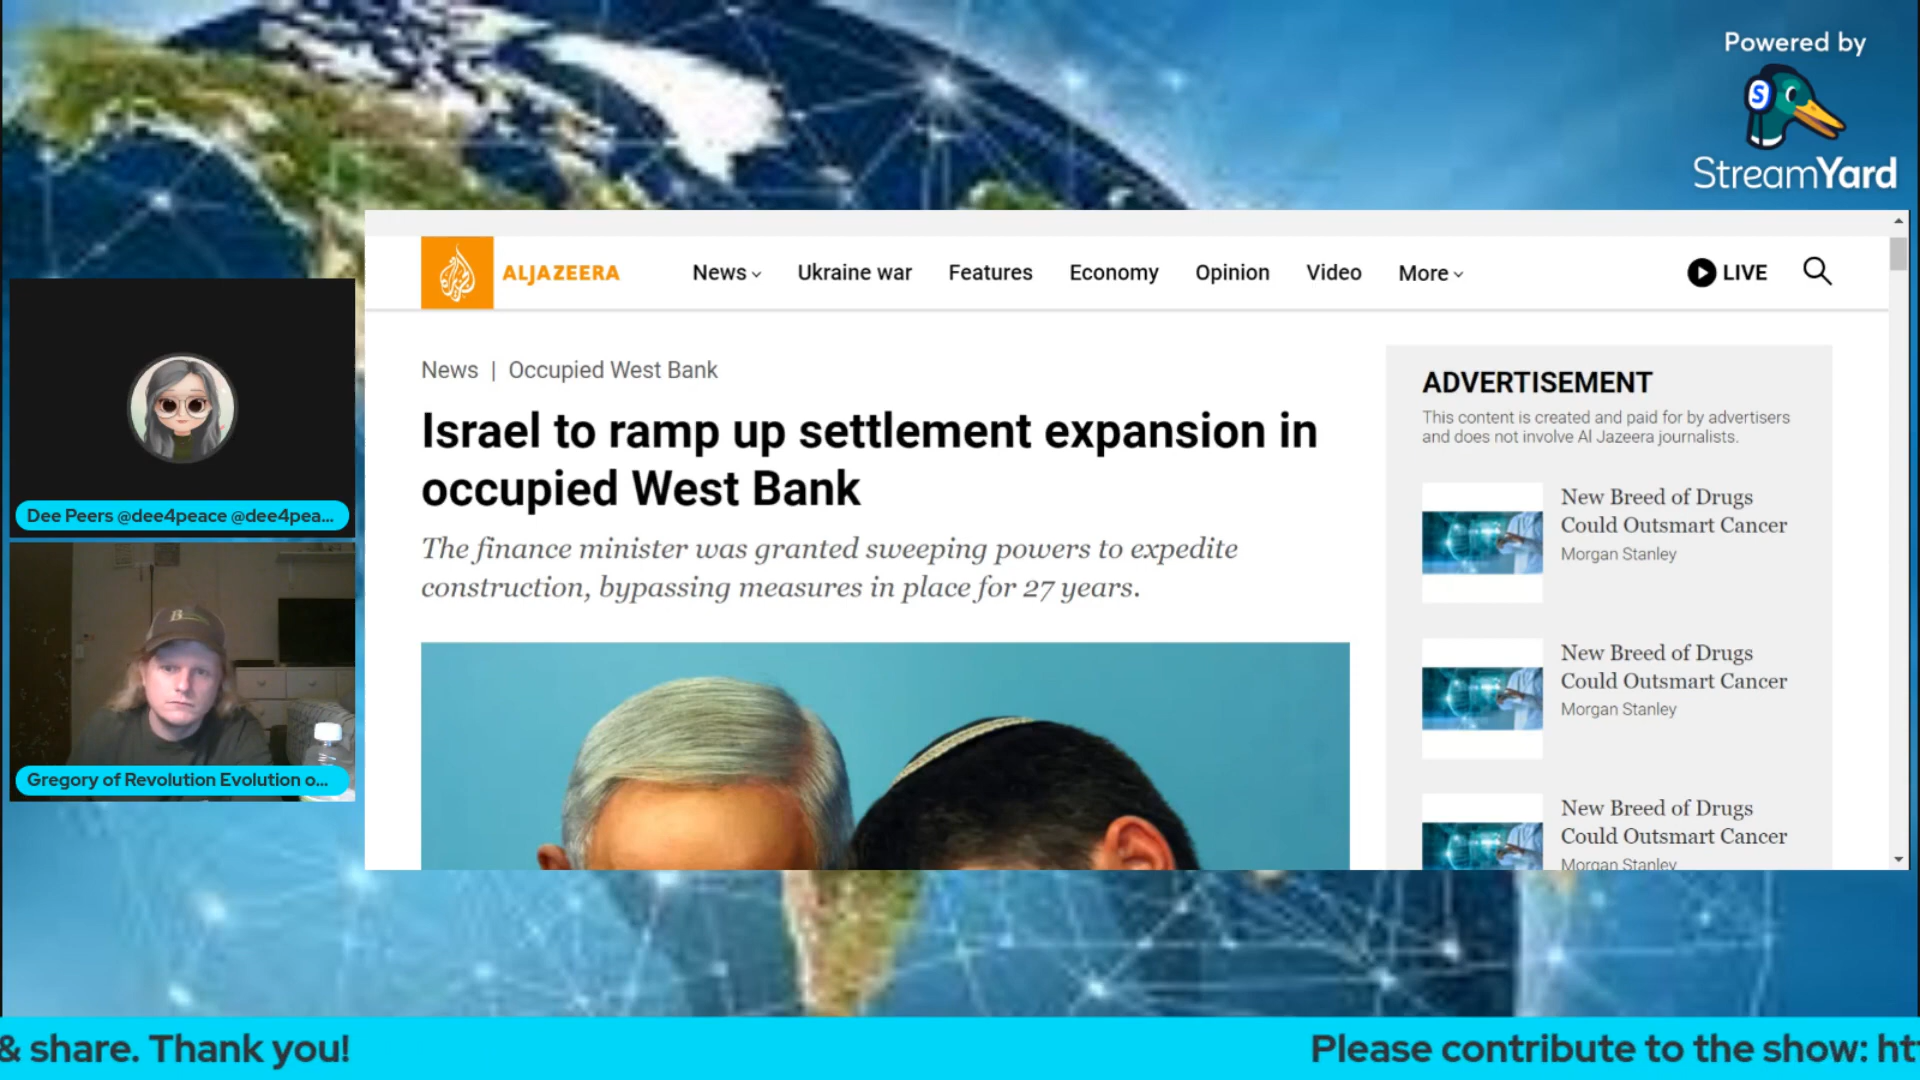 Powered by
StreamYard
ALJAZEERA
News
Ukraine war
Features
Economy
Opinion
Video
More
LIVE
News | Occupied West Bank
Israel to ramp up settlement expansion in
occupied West Bank
The finance minister was granted sweeping powers to expedite
construction, bypassing measures in place for 27 years.
ADVERTISEMENT
This content is created and paid for by advertisers
and does not involve Al Jazeera journalists.
New Breed of Drugs
Could Outsmart Cancer
Morgan Stanley
New Breed of Drugs
Could Outsmart Cancer
Morgan Stanley
New Breed of Drugs
Could Outsmart Cancer
Morgan Stanley
Dee Peers @dee4peace @dee4pea...
Gregory of Revolution Evolution o...
& share. Thank you!
Please contribute to the show: htt